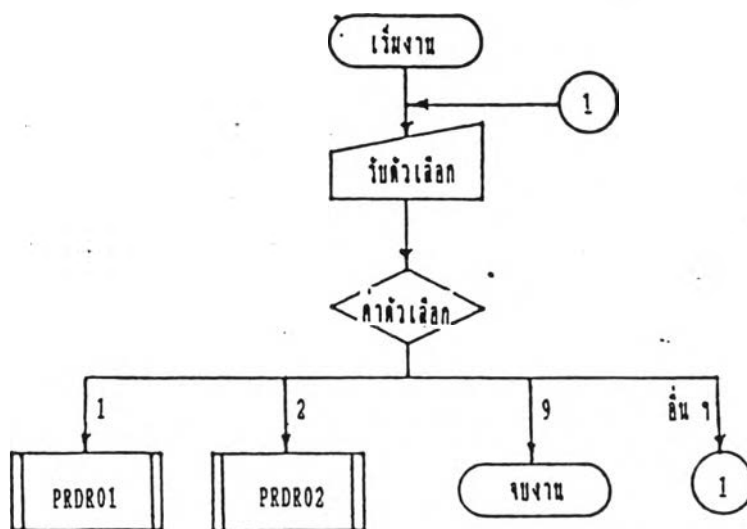 เริ่มงาน
1
รับตัวเลือก
ค่าตัวเลือก
1
2
9
อื่น ๆ
PRDR01
PRDR02
จบงาน
1